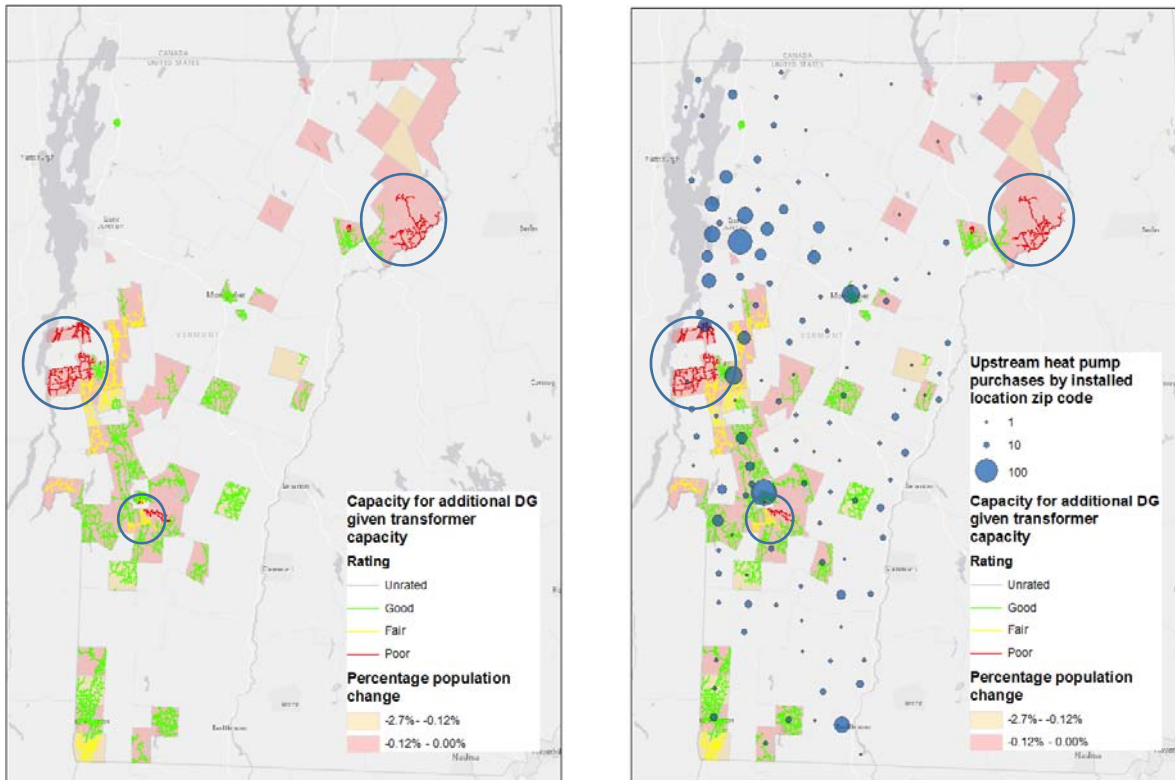 CANADA
UNITED STATES
Berlin
VERMONT
Capacity for additional DG
given transformer
capacity
Rating
Unrated
Good
Fair
Poor
Percentage population
change
-2.7%- -0.12%
-0.12% - 0.00%
CANADA
UNITED STATES
Berlin
VERMONT
Upstream heat pump
purchases by installed
location zip code
1
10
100
Capacity for additional DG
given transformer
capacity
Rating
Unrated
Good
Fair
Poor
Percentage population
change
-2.7%- -0.12%
-0.12% - 0.00%